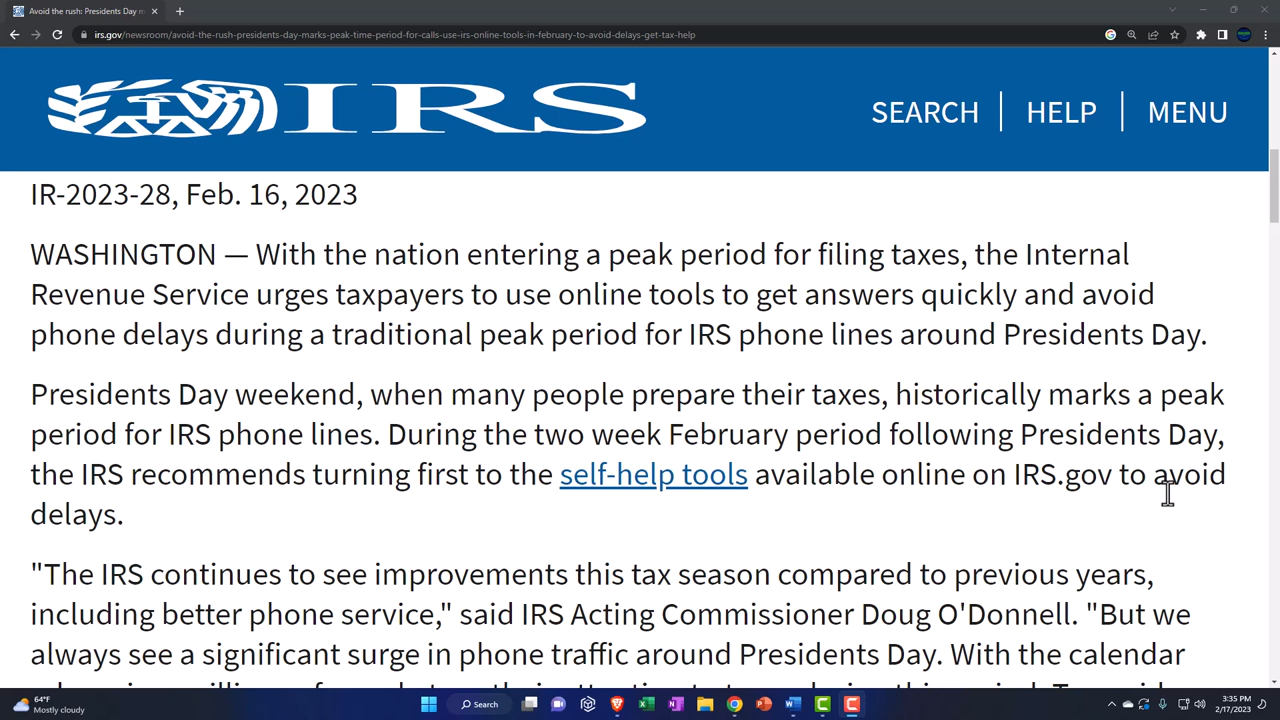 Avoid the rush: Presidents Day m
irs.gov/newsroom/avoid-the-rush-presidents-day-marks-peak-time-period-for-calls-use-irs-online-tools-in-february-to-avoid-delays-get-tax-help
IRS
SEARCH HELP MENU
IR-2023-28, Feb. 16, 2023
WASHINGTON — With the nation entering a peak period for filing taxes, the Internal
Revenue Service urges taxpayers to use online tools to get answers quickly and avoid
phone delays during a traditional peak period for IRS phone lines around Presidents Day.
Presidents Day weekend, when many people prepare their taxes, historically marks a peak
period for IRS phone lines. During the two week February period following Presidents Day,
the IRS recommends turning first to the self-help tools available online on IRS.gov to avoid
delays.
"The IRS continues to see improvements this tax season compared to previous years,
including better phone service," said IRS Acting Commissioner Doug O'Donnell. "But we
always see a significant surge in phone traffic around Presidents Day. With the calendar
64°F
Mostly cloudy
Search
3:35 PM
2/17/2023